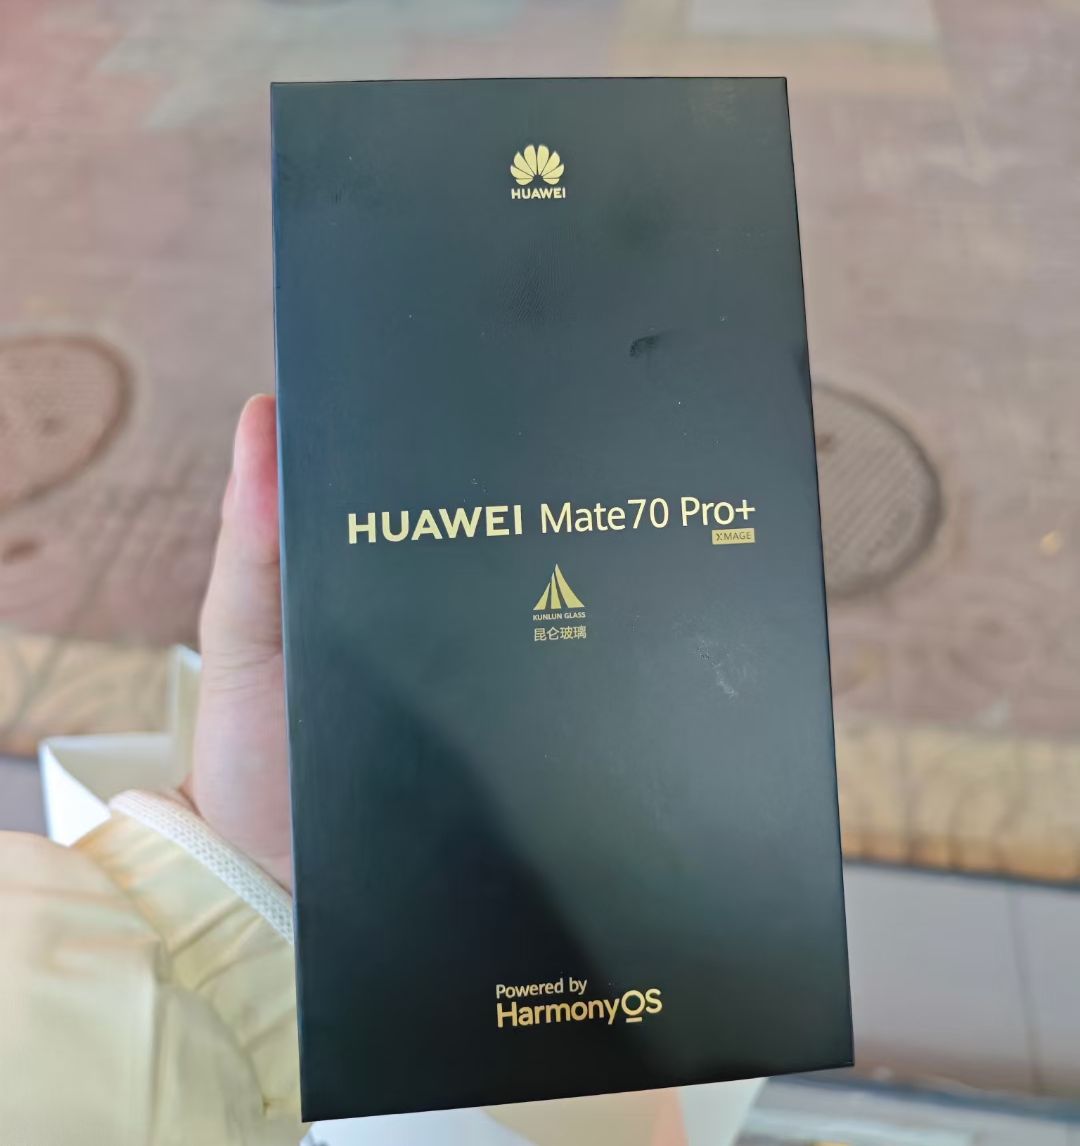 HUAWEI
HUAWEI Mate70 Pro+
XMAGE
KUNLUN GLASS
昆仑玻璃
Powered by
HarmonyOS